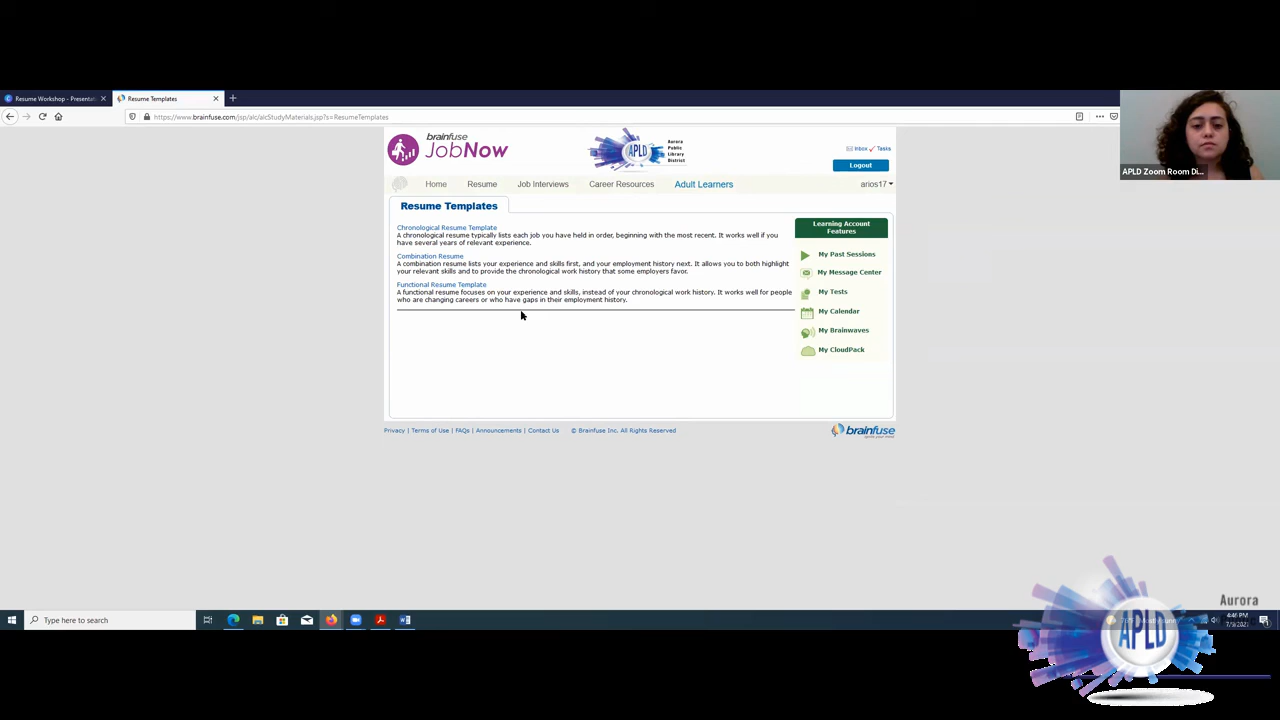 Resume Workshop - Presentat
Resume Templates
https://www.brainfuse.com/jsp/alc/alcStudyMaterials.jsp?s=ResumeTemplates
APLD Zoom Room Di...
brainfuse
JobNow
APLD
Aurora
Public
Library
District
Inbox Tasks
Logout
Home Resume Job Interviews Career Resources Adult Learners arios17
Resume Templates
Chronological Resume Template
A chronological resume typically lists each job you have held in order, beginning with the most recent. It works well if you
have several years of relevant experience.
Combination Resume
A combination resume lists your experience and skills first, and your employment history next. It allows you to both highlight
your relevant skills and to provide the chronological work history that some employers favor.
Functional Resume Template
A functional resume focuses on your experience and skills, instead of your chronological work history. It works well for people
who are changing careers or who have gaps in their employment history.
Learning Account
Features
My Past Sessions
My Message Center
My Tests
My Calendar
My Brainwaves
My CloudPack
Privacy | Terms of Use | FAQs | Announcements | Contact Us © Brainfuse Inc. All Rights Reserved
brainfuse
Type here to search
4:46 PM
Aurora
APLD